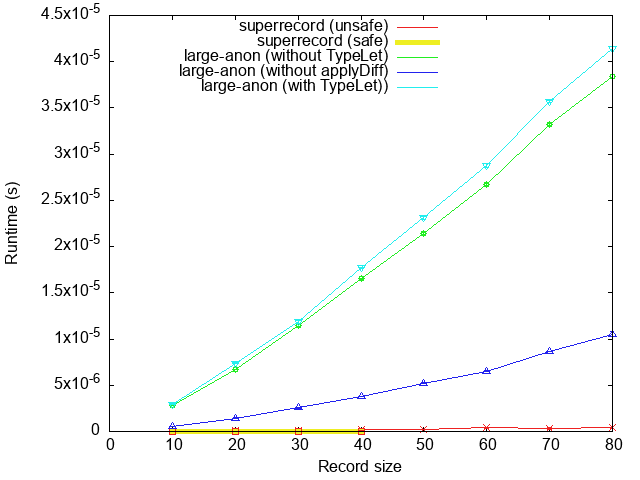 4.5x10-5
4x10-5
3.5x10-5
3x10-5
2.5x10-5
2x10-5
1.5x10-5
1x10-5
5x10-6
0
Runtime (s)
superrecord (unsafe)
superrecord (safe)
large-anon (without TypeLet)
large-anon (without applyDiff)
large-anon (with TypeLet))
0 10 20 30 40 50 60 70 80
Record size